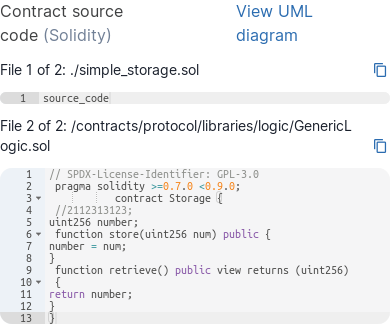 Contract source
code (Solidity)
View UML
diagram
File 1 of 2: ./simple_storage.sol
1 source_code
File 2 of 2: /contracts/protocol/libraries/logic/GenericL
ogic.sol
1 // SPDX-License-Identifier: GPL-3.0
2 pragma solidity >=0.7.0 <0.9.0;
3 contract Storage {
4 //2112313123;
5 uint256 number;
6 function store(uint256 num) public {
7 number = num;
8 }
9 function retrieve() public view returns (uint256)
10 {
11 return number;
12 }
13 }